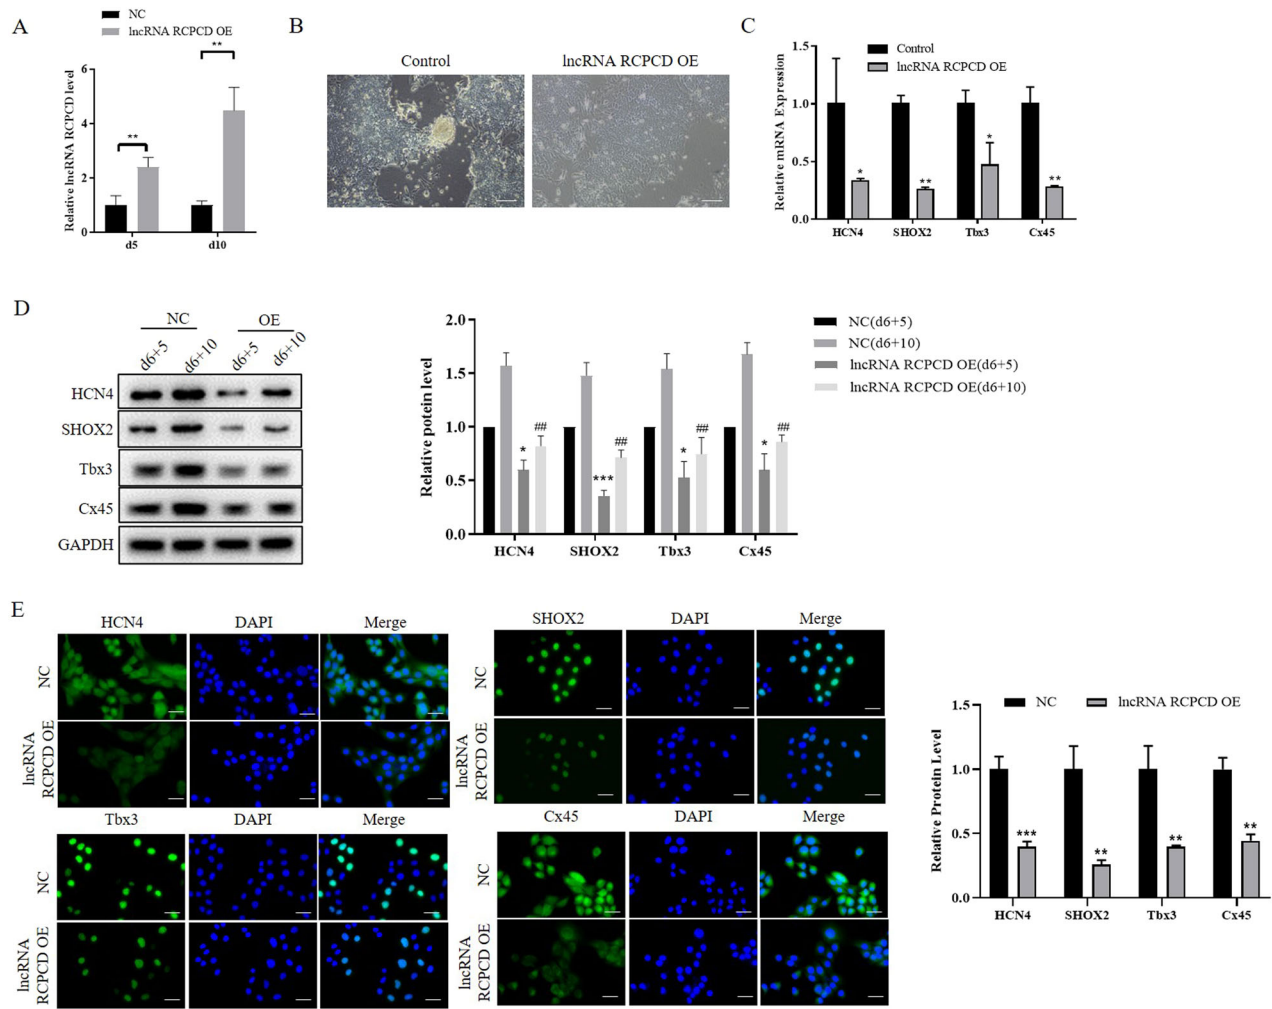 A
NC
lncRNA RCPCD OE
Relative lncRNA RCPCD level
6
4
2
0
**
**
d5
d10
B
Control
lncRNA RCPCD OE
C
Control
lncRNA RCPCD OE
Relative mRNA Expression
1.5
1.0
0.5
0.0
*
**
*
**
HCN4
SHOX2
Tbx3
Cx45
D
NC
OE
d6+5
d6+10
d6+5
d6+10
HCN4
SHOX2
Tbx3
Cx45
GAPDH
Relative potein level
2.0
1.5
1.0
0.5
0.0
*
##
***
##
*
##
*
##
HCN4
SHOX2
Tbx3
Cx45
NC(d6+5)
NC(d6+10)
lncRNA RCPCD OE(d6+5)
lncRNA RCPCD OE(d6+10)
E
HCN4
DAPI
Merge
NC
lncRNA
RCPCD OE
SHOX2
DAPI
Merge
NC
lncRNA
RCPCD OE
Tbx3
DAPI
Merge
NC
lncRNA
RCPCD OE
Cx45
DAPI
Merge
NC
lncRNA
RCPCD OE
NC
lncRNA RCPCD OE
Relative Protein Level
1.5
1.0
0.5
0.0
***
**
**
**
HCN4
SHOX2
Tbx3
Cx45